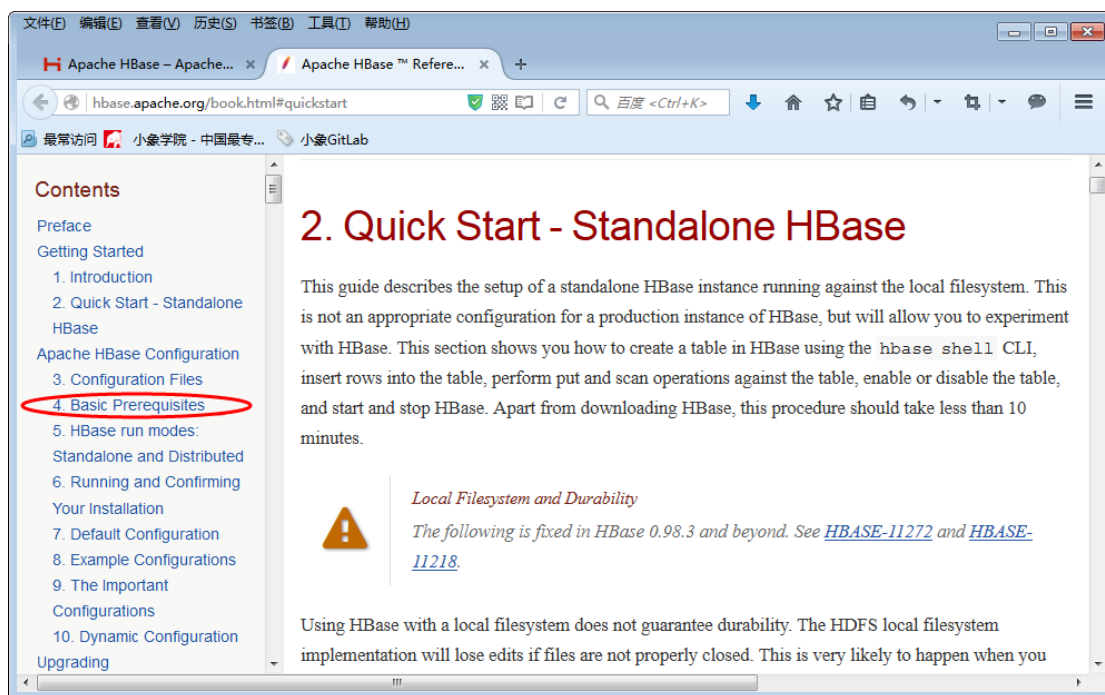 文件(F) 编辑(E) 查看(V) 历史(S) 书签(B) 工具(T) 帮助(H)
Apache HBase – Apache... × Apache HBase ™ Refere... × +
hbase.apache.org/book.html#quickstart 百度 <Ctrl+K>
最常访问 小象学院 - 中国最专... 小象GitLab
Contents
Preface
Getting Started
1. Introduction
2. Quick Start - Standalone
HBase
Apache HBase Configuration
3. Configuration Files
4. Basic Prerequisites
5. HBase run modes:
Standalone and Distributed
6. Running and Confirming
Your Installation
7. Default Configuration
8. Example Configurations
9. The Important
Configurations
10. Dynamic Configuration
Upgrading
2. Quick Start - Standalone HBase
This guide describes the setup of a standalone HBase instance running against the local filesystem. This
is not an appropriate configuration for a production instance of HBase, but will allow you to experiment
with HBase. This section shows you how to create a table in HBase using the hbase shell CLI,
insert rows into the table, perform put and scan operations against the table, enable or disable the table,
and start and stop HBase. Apart from downloading HBase, this procedure should take less than 10
minutes.
Local Filesystem and Durability
The following is fixed in HBase 0.98.3 and beyond. See HBASE-11272 and HBASE-
11218.
Using HBase with a local filesystem does not guarantee durability. The HDFS local filesystem
implementation will lose edits if files are not properly closed. This is very likely to happen when you